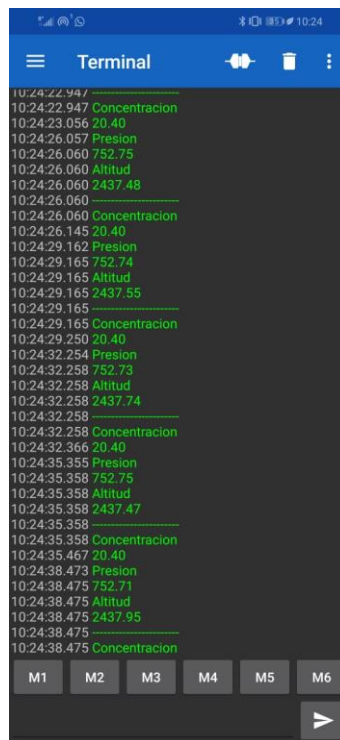 10:24
Terminal
10:24:22.947 ----------------------
10:24:22.947 Concentracion
10:24:23.056 20.40
10:24:26.057 Presion
10:24:26.060 752.75
10:24:26.060 Altitud
10:24:26.060 2437.48
10:24:26.060 ----------------------
10:24:26.060 Concentracion
10:24:26.145 20.40
10:24:29.162 Presion
10:24:29.165 752.74
10:24:29.165 Altitud
10:24:29.165 2437.55
10:24:29.165 ----------------------
10:24:29.165 Concentracion
10:24:29.250 20.40
10:24:32.254 Presion
10:24:32.258 752.73
10:24:32.258 Altitud
10:24:32.258 2437.74
10:24:32.258 ----------------------
10:24:32.258 Concentracion
10:24:32.366 20.40
10:24:35.355 Presion
10:24:35.358 752.75
10:24:35.358 Altitud
10:24:35.358 2437.47
10:24:35.358 ----------------------
10:24:35.358 Concentracion
10:24:35.467 20.40
10:24:38.473 Presion
10:24:38.475 752.71
10:24:38.475 Altitud
10:24:38.475 2437.95
10:24:38.475 ----------------------
10:24:38.475 Concentracion
M1 M2 M3 M4 M5 M6